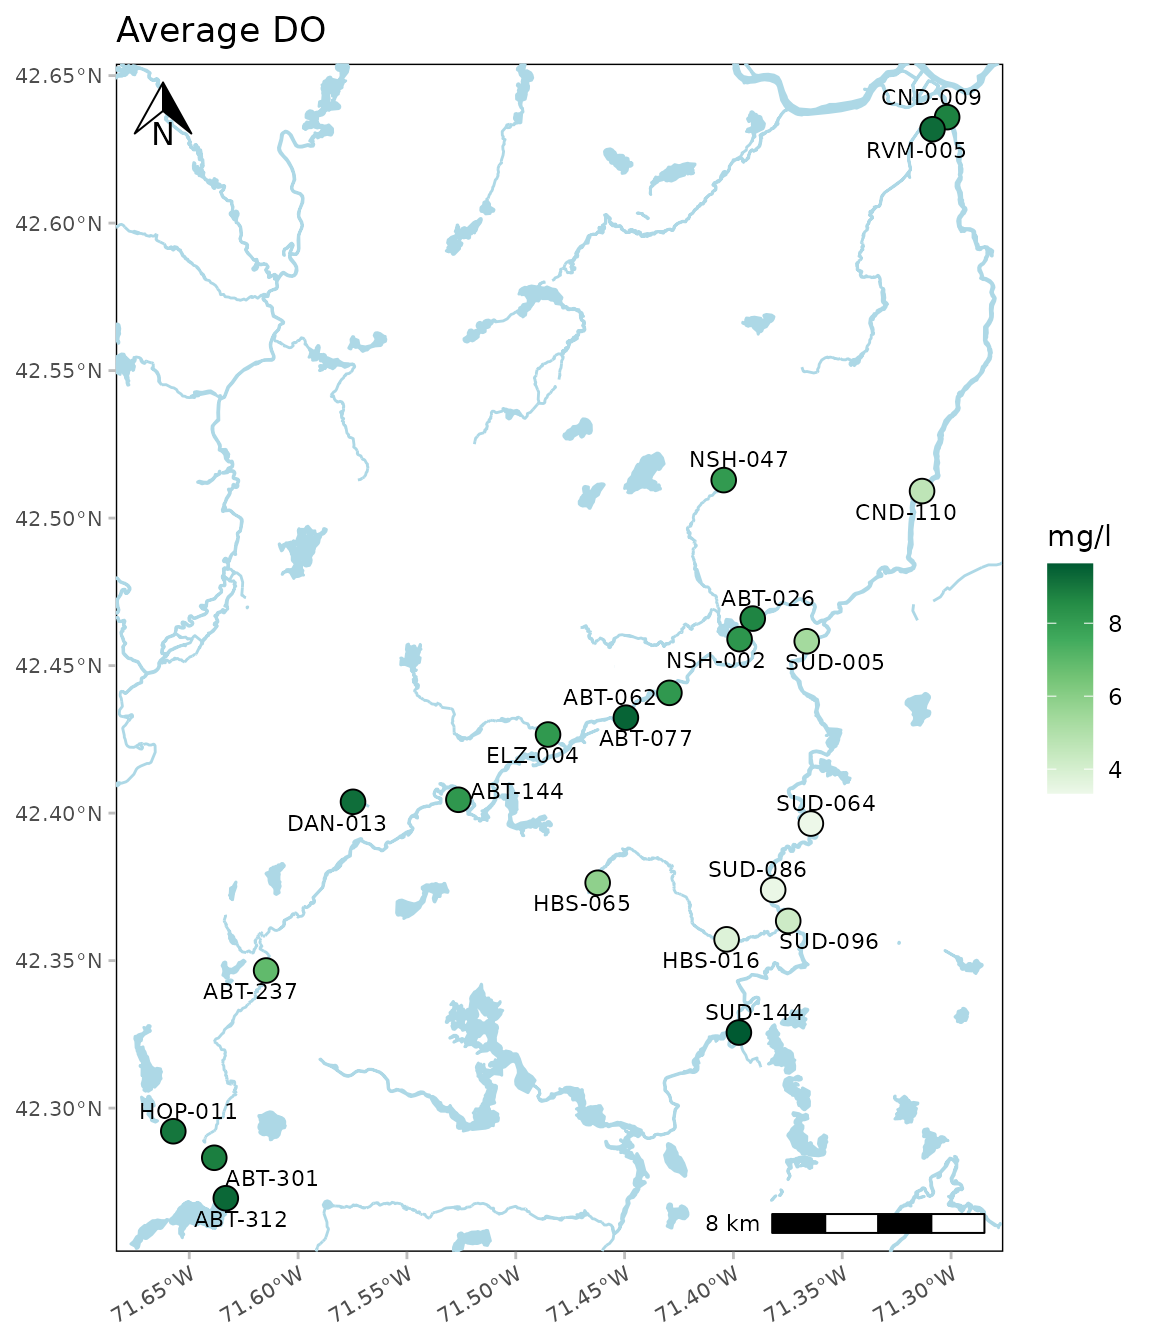 Average DO
42.65°N
42.60°N
42.55°N
42.50°N
42.45°N
42.40°N
42.35°N
42.30°N
N
CND-009
RVM-005
NSH-047
CND-110
ABT-026
NSH-002
SUD-005
ABT-062
ABT-077
ELZ-004
ABT-144
DAN-013
SUD-064
SUD-086
HBS-065
SUD-096
HBS-016
ABT-237
SUD-144
HOP-011
ABT-301
ABT-312
8 km
71.65°W
71.60°W
71.55°W
71.50°W
71.45°W
71.40°W
71.35°W
71.30°W
mg/l
8
6
4